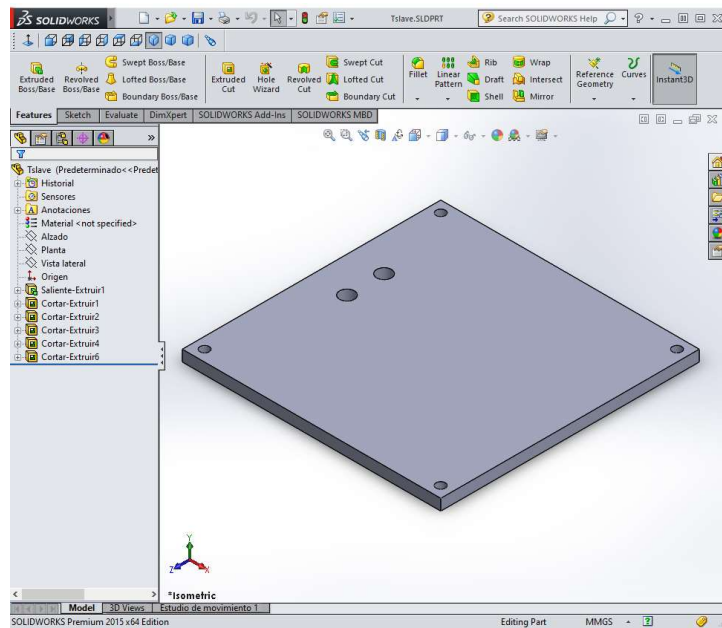 SOLIDWORKS
Tslave.SLDPRT
Search SOLIDWORKS Help
Extruded Boss/Base
Revolved Boss/Base
Swept Boss/Base
Lofted Boss/Base
Boundary Boss/Base
Extruded Cut
Hole Wizard
Revolved Cut
Swept Cut
Lofted Cut
Boundary Cut
Fillet
Linear Pattern
Rib
Draft
Shell
Wrap
Intersect
Mirror
Reference Geometry
Curves
Instant3D
Features
Sketch
Evaluate
DimXpert
SOLIDWORKS Add-Ins
SOLIDWORKS MBD
Tslave (Predeterminado<<Predet
Historial
Sensores
Anotaciones
Material <not specified>
Alzado
Planta
Vista lateral
Origen
Saliente-Extruir1
Cortar-Extruir1
Cortar-Extruir2
Cortar-Extruir3
Cortar-Extruir4
Cortar-Extruir6
Y
Z
X
*Isometric
Model
3D Views
Estudio de movimiento 1
SOLIDWORKS Premium 2015 x64 Edition
Editing Part
MMGS